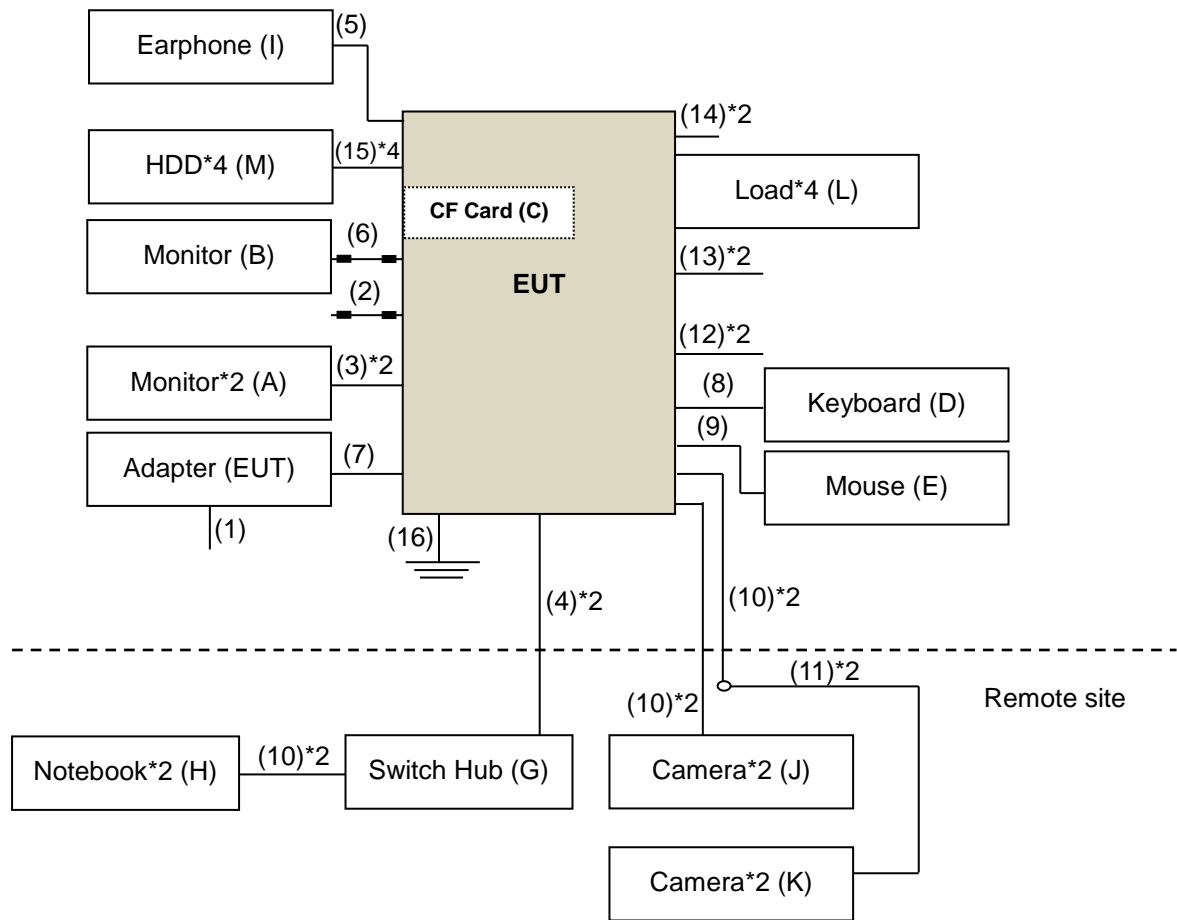 Earphone (I)
(5)
HDD*4 (M)
(15)*4
CF Card (C)
Monitor (B)
(6)
(2)
EUT
Monitor*2 (A)
(3)*2
Adapter (EUT)
(7)
(1)
(16)
(14)*2
Load*4 (L)
(13)*2
(12)*2
(8)
Keyboard (D)
(9)
Mouse (E)
(4)*2
(10)*2
(11)*2
Remote site
(10)*2
Notebook*2 (H)
(10)*2
Switch Hub (G)
Camera*2 (J)
Camera*2 (K)